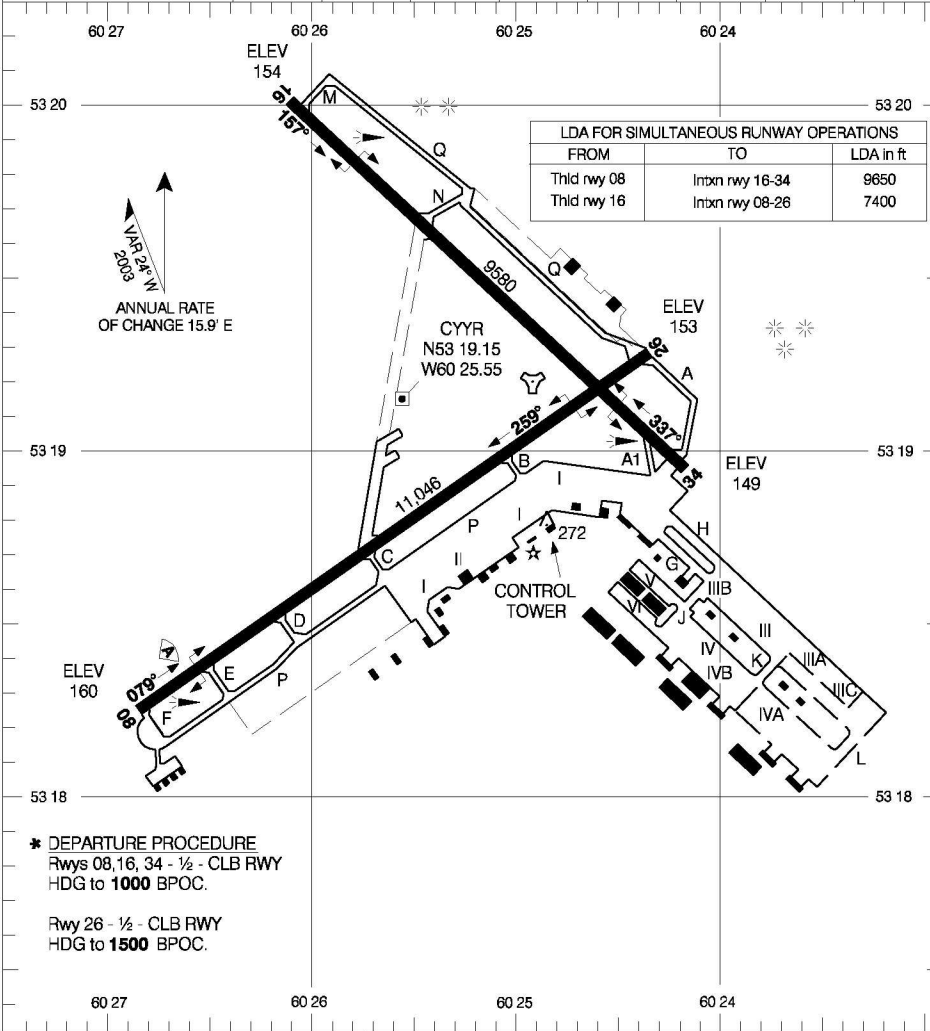 60 27 60 26 60 25 60 24
ELEV
154
53 20
53 20
16
157°
M
Q
N
LDA FOR SIMULTANEOUS RUNWAY OPERATIONS
FROM TO LDA in ft
Thld rwy 08 Intxn rwy 16-34 9650
Thld rwy 16 Intxn rwy 08-26 7400
VAR 24° W
2003
ANNUAL RATE
OF CHANGE 15.9' E
9580
Q
ELEV
153
26
CYYR
N53 19.15
W60 25.55
A
259°
337°
53 19
53 19
B
A1
34
ELEV
149
I
11,046
P
I
H
272
C
II
I
G
CONTROL
TOWER
V
VI
IIIB
J
III
D
A
IV
K
IIIA
E
P
IVB
IIIC
ELEV
160
079°
08
F
IVA
L
53 18
53 18
* DEPARTURE PROCEDURE
Rwys 08,16, 34 - ½ - CLB RWY
HDG to 1000 BPOC.
Rwy 26 - ½ - CLB RWY
HDG to 1500 BPOC.
60 27 60 26 60 25 60 24